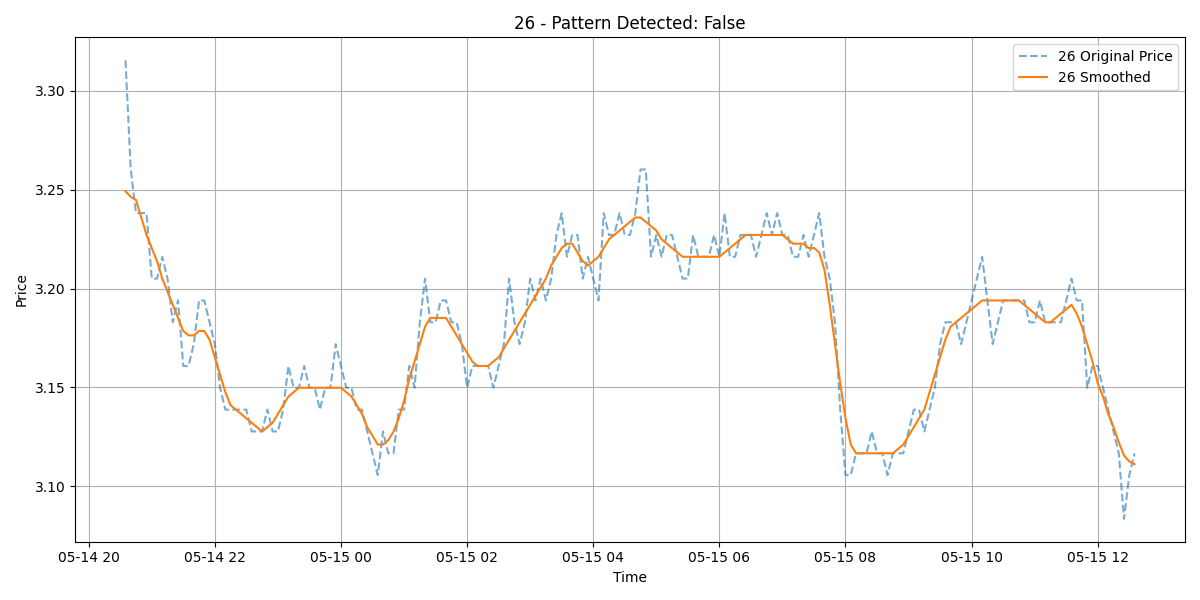 26 - Pattern Detected: False
26 Original Price
26 Smoothed
Price
3.30
3.25
3.20
3.15
3.10
05-14 20 05-14 22 05-15 00 05-15 02 05-15 04 05-15 06 05-15 08 05-15 10 05-15 12
Time